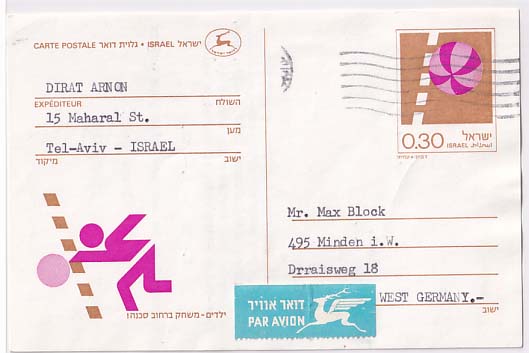 CARTE POSTALE גלוית דואר • ISRAEL ישראל
DIRAT ARNON
EXPÉDITEUR השולח
15 Maharal St.
מען
Tel-Aviv - ISRAEL
מיקוד ישוב
0.30 ישראל
ISRAEL اسرائيل
Mr. Max Block
495 Minden i.W.
Drraisweg 18
WEST GERMANY.-
ישוב
דואר אוויר
PAR AVION
ילדים - משחק ברחוב סכנה!